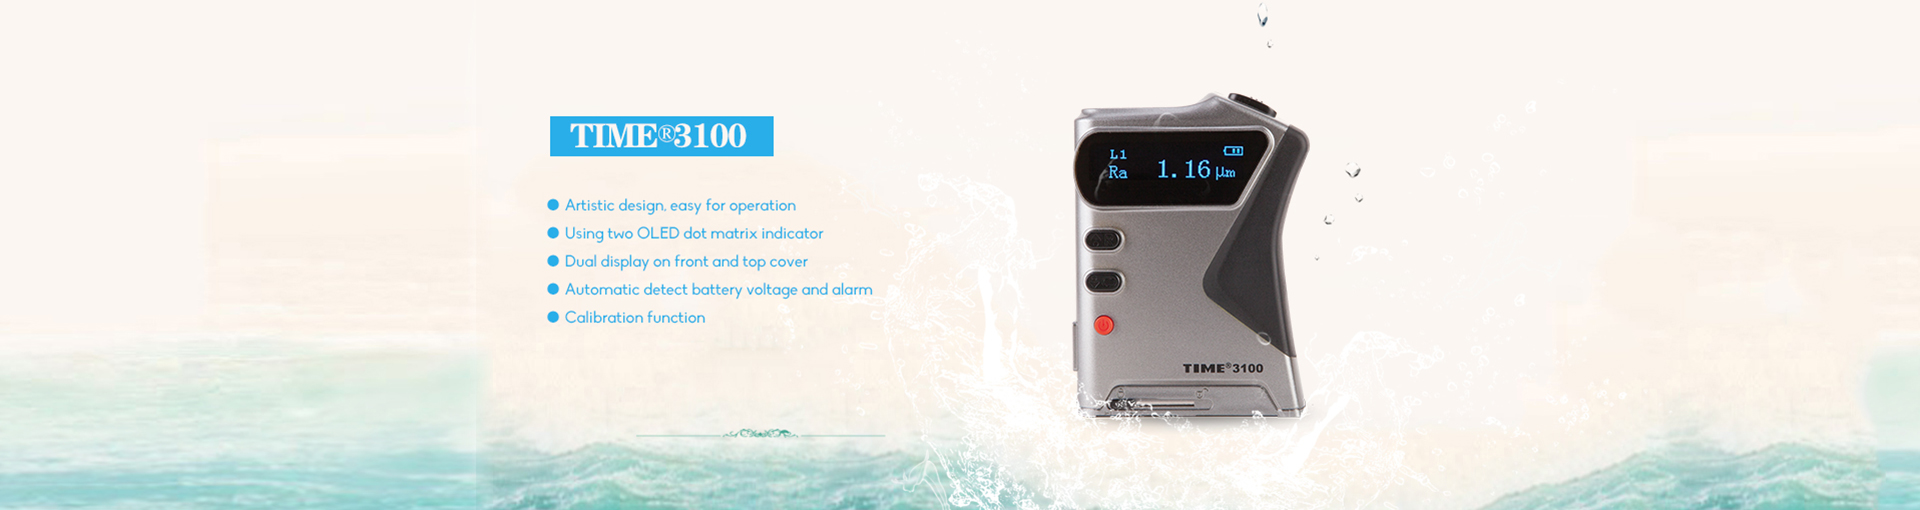 TIME®3100
Artistic design, easy for operation
Using two OLED dot matrix indicator
Dual display on front and top cover
Automatic detect battery voltage and alarm
Calibration function
L1
Ra 1.16 µm
TIME®3100